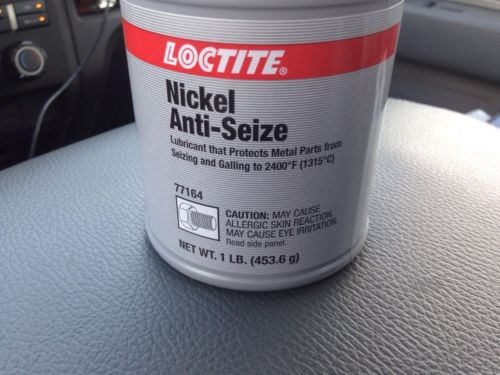 LOCTITE®
Nickel
Anti-Seize
Lubricant that Protects Metal Parts from
Seizing and Galling to 2400°F (1315°C)
77164
CAUTION: MAY CAUSE
ALLERGIC SKIN REACTION.
MAY CAUSE EYE IRRITATION.
Read side panel.
NET WT. 1 LB. (453.6 g)